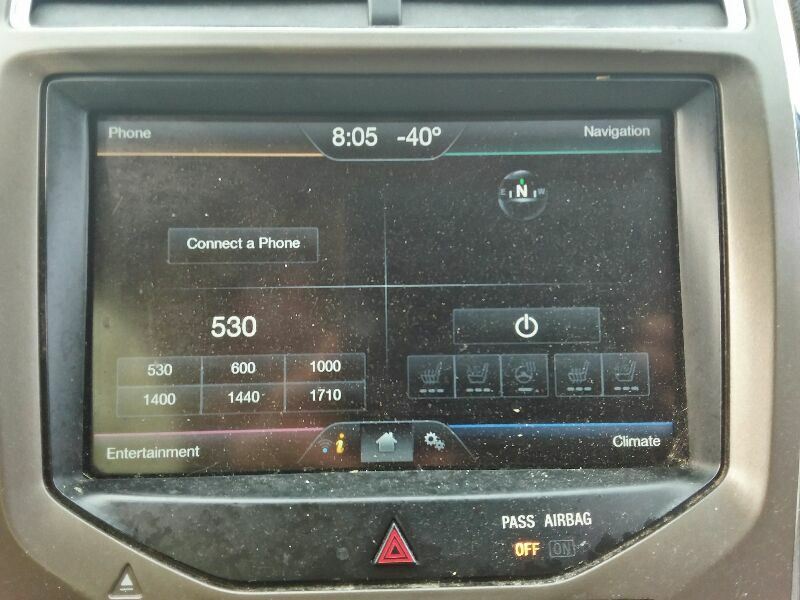 Phone 8:05 -40° Navigation
E N W
Connect a Phone
530
530 600 1000
1400 1440 1710
i
Entertainment Climate
PASS AIRBAG
OFF ON